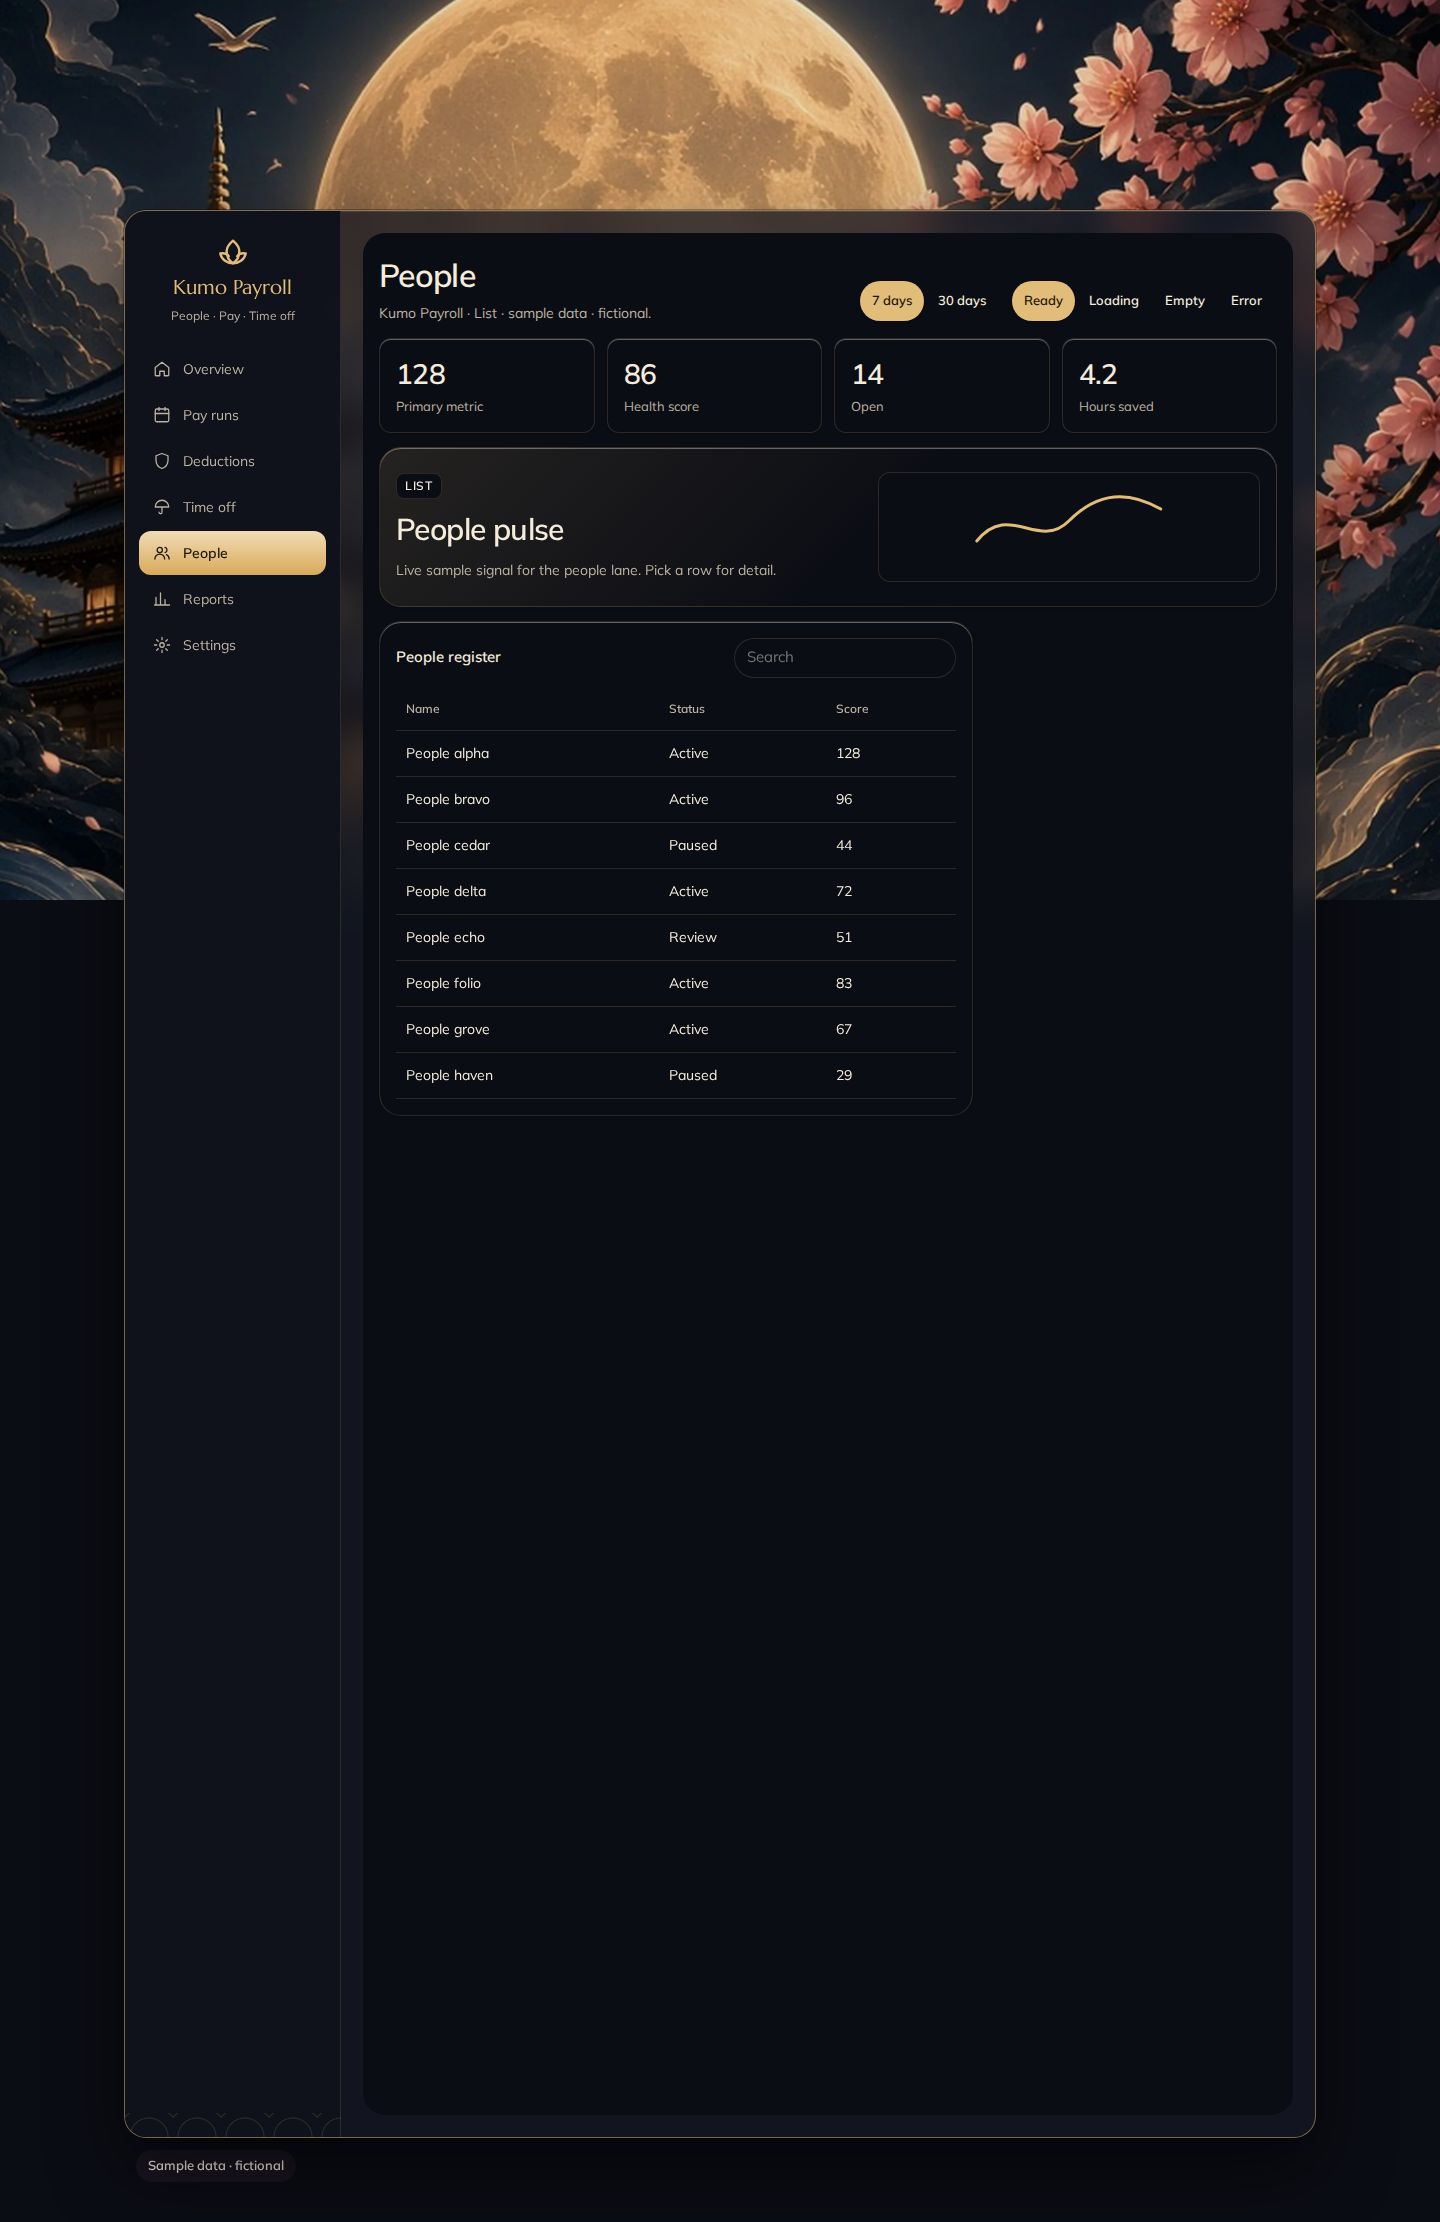 Kumo Payroll
People · Pay · Time off
Overview
Pay runs
Deductions
Time off
People
Reports
Settings
People
Kumo Payroll · List · sample data · fictional.
7 days 30 days Ready Loading Empty Error
128 86 14 4.2
Primary metric Health score Open Hours saved
LIST
People pulse
Live sample signal for the people lane. Pick a row for detail.
People register Search
Name Status Score
People alpha Active 128
People bravo Active 96
People cedar Paused 44
People delta Active 72
People echo Review 51
People folio Active 83
People grove Active 67
People haven Paused 29
Sample data · fictional